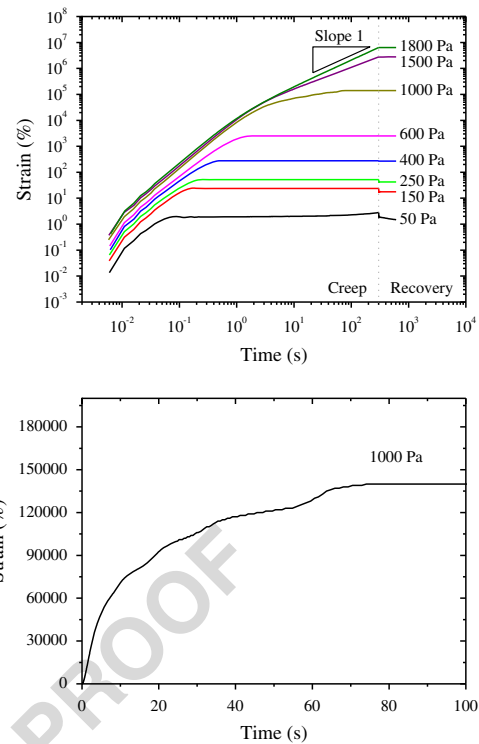 10^8
10^7
10^6
10^5
10^4
10^3
10^2
10^1
10^0
10^-1
10^-2
10^-3
Strain (%)
Slope 1
1800 Pa
1500 Pa
1000 Pa
600 Pa
400 Pa
250 Pa
150 Pa
50 Pa
Creep
Recovery
10^-2 10^-1 10^0 10^1 10^2 10^3 10^4
Time (s)
180000
150000
120000
90000
60000
30000
0
Strain (%)
1000 Pa
0 20 40 60 80 100
Time (s)
PROOF